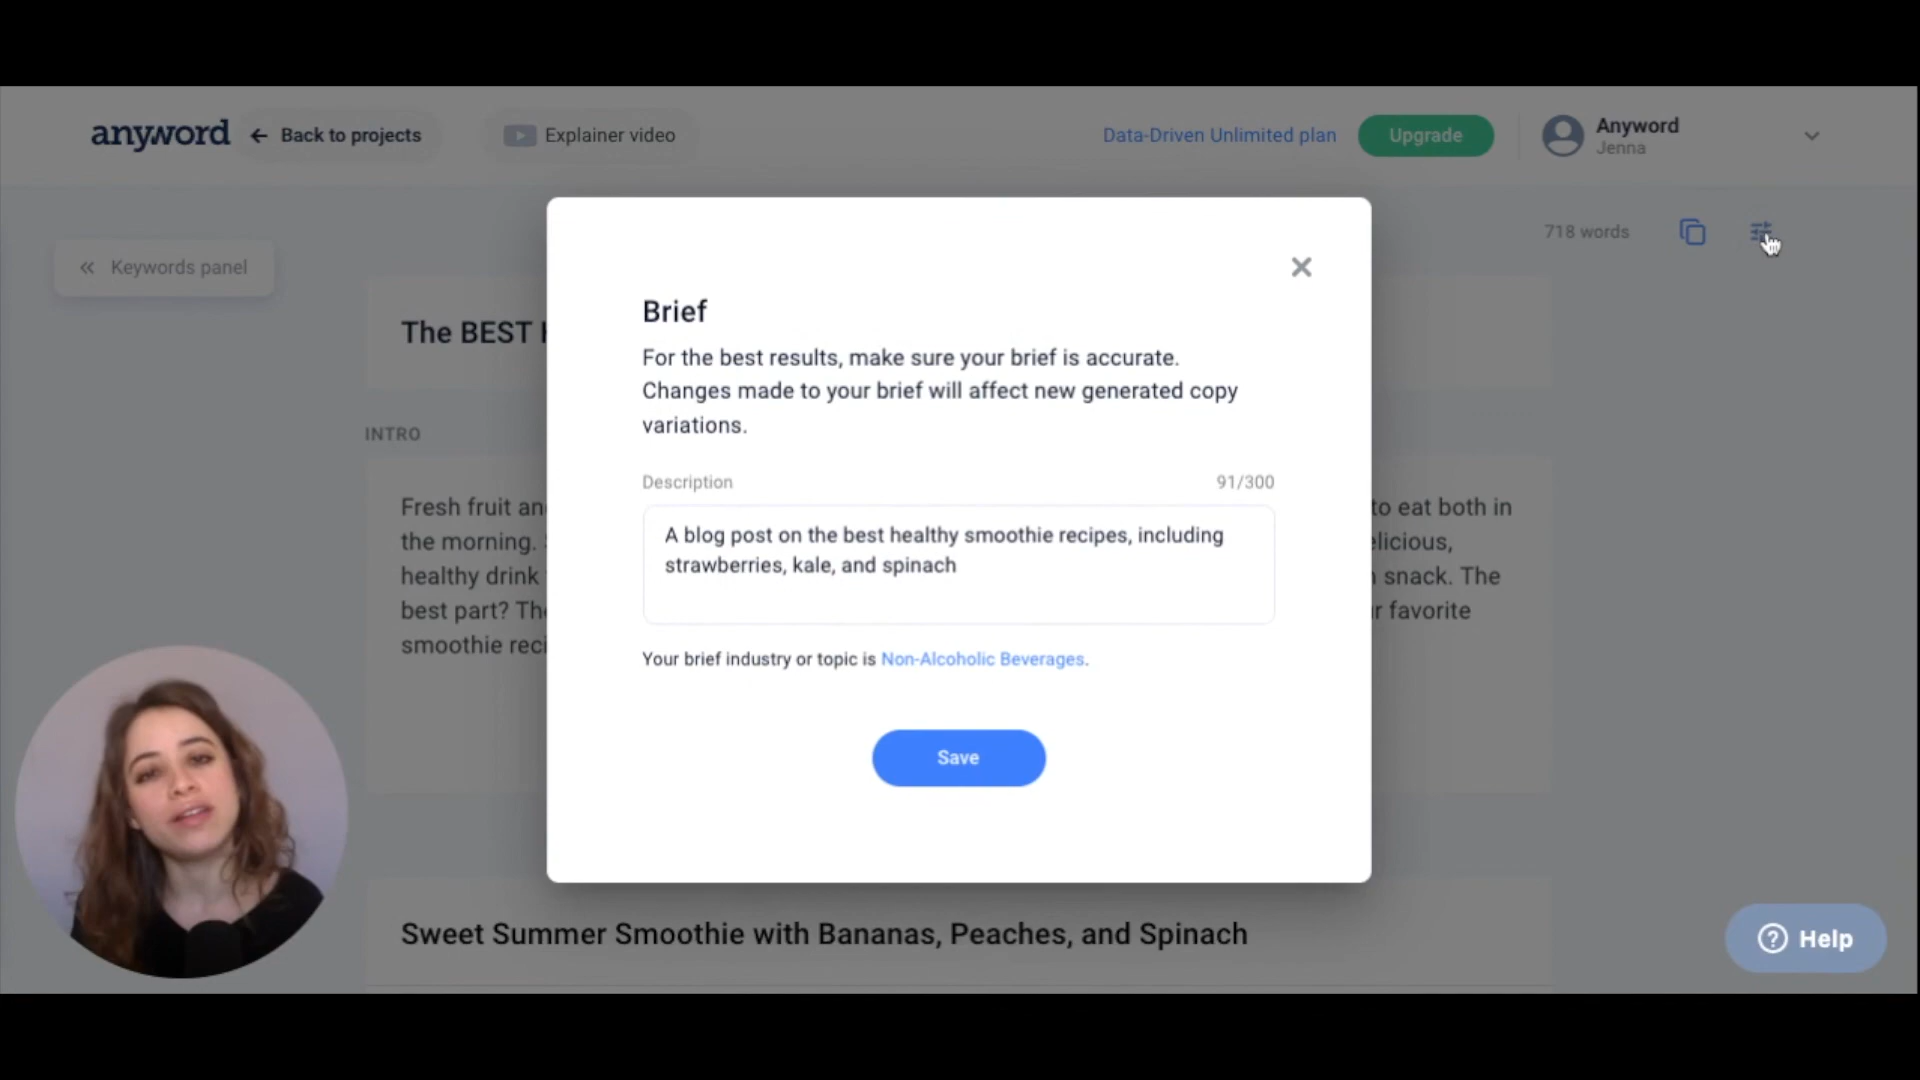 anyword
Back to projects
Explainer video
Data-Driven Unlimited plan
Upgrade
Anyword
Jenna
718 words
Keywords panel
The BEST
INTRO
Fresh fruit an
to eat both in
the morning.
elicious,
healthy drink
snack. The
best part? The
r favorite
smoothie reci
Brief
For the best results, make sure your brief is accurate.
Changes made to your brief will affect new generated copy
variations.
Description 91/300
A blog post on the best healthy smoothie recipes, including
strawberries, kale, and spinach
Your brief industry or topic is Non-Alcoholic Beverages.
Save
Sweet Summer Smoothie with Bananas, Peaches, and Spinach
Help